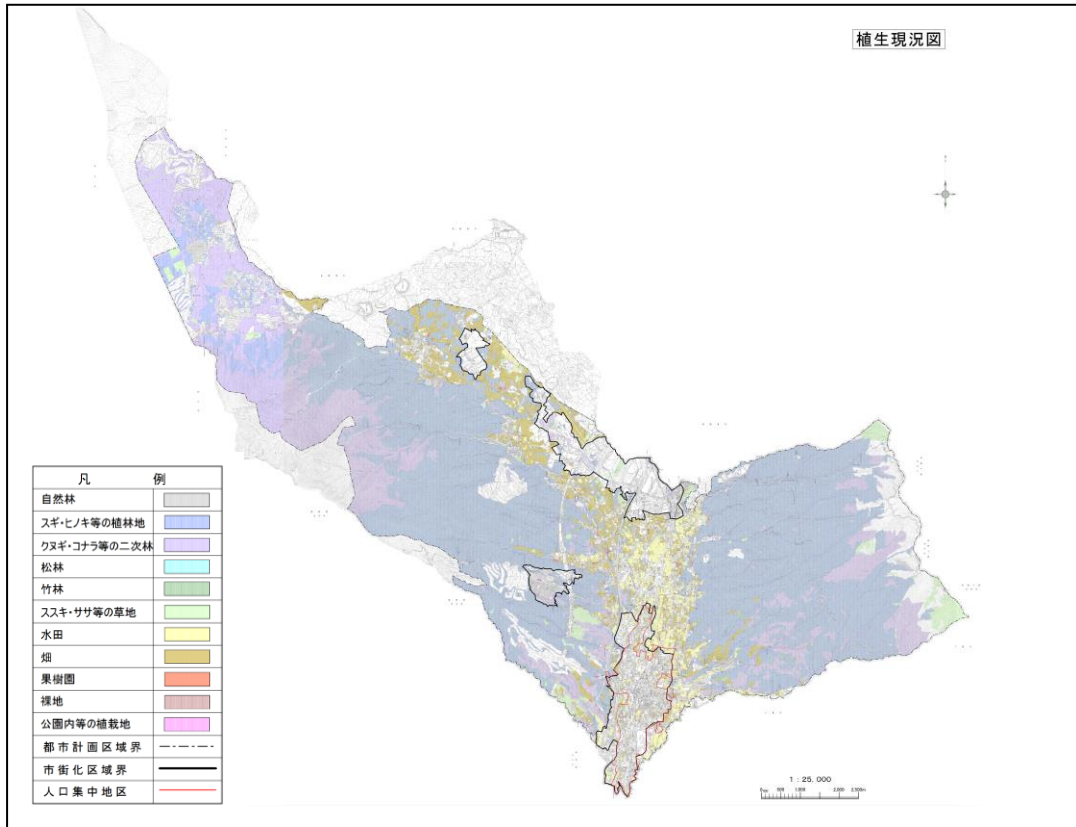 植生現況図
凡 例
自然林
スギ・ヒノキ等の植林地
クヌギ・コナラ等の二次林
松林
竹林
ススキ・ササ等の草地
水田
畑
果樹園
裸地
公園内等の植栽地
都市計画区域界
市街化区域界
人口集中地区
1：25,000